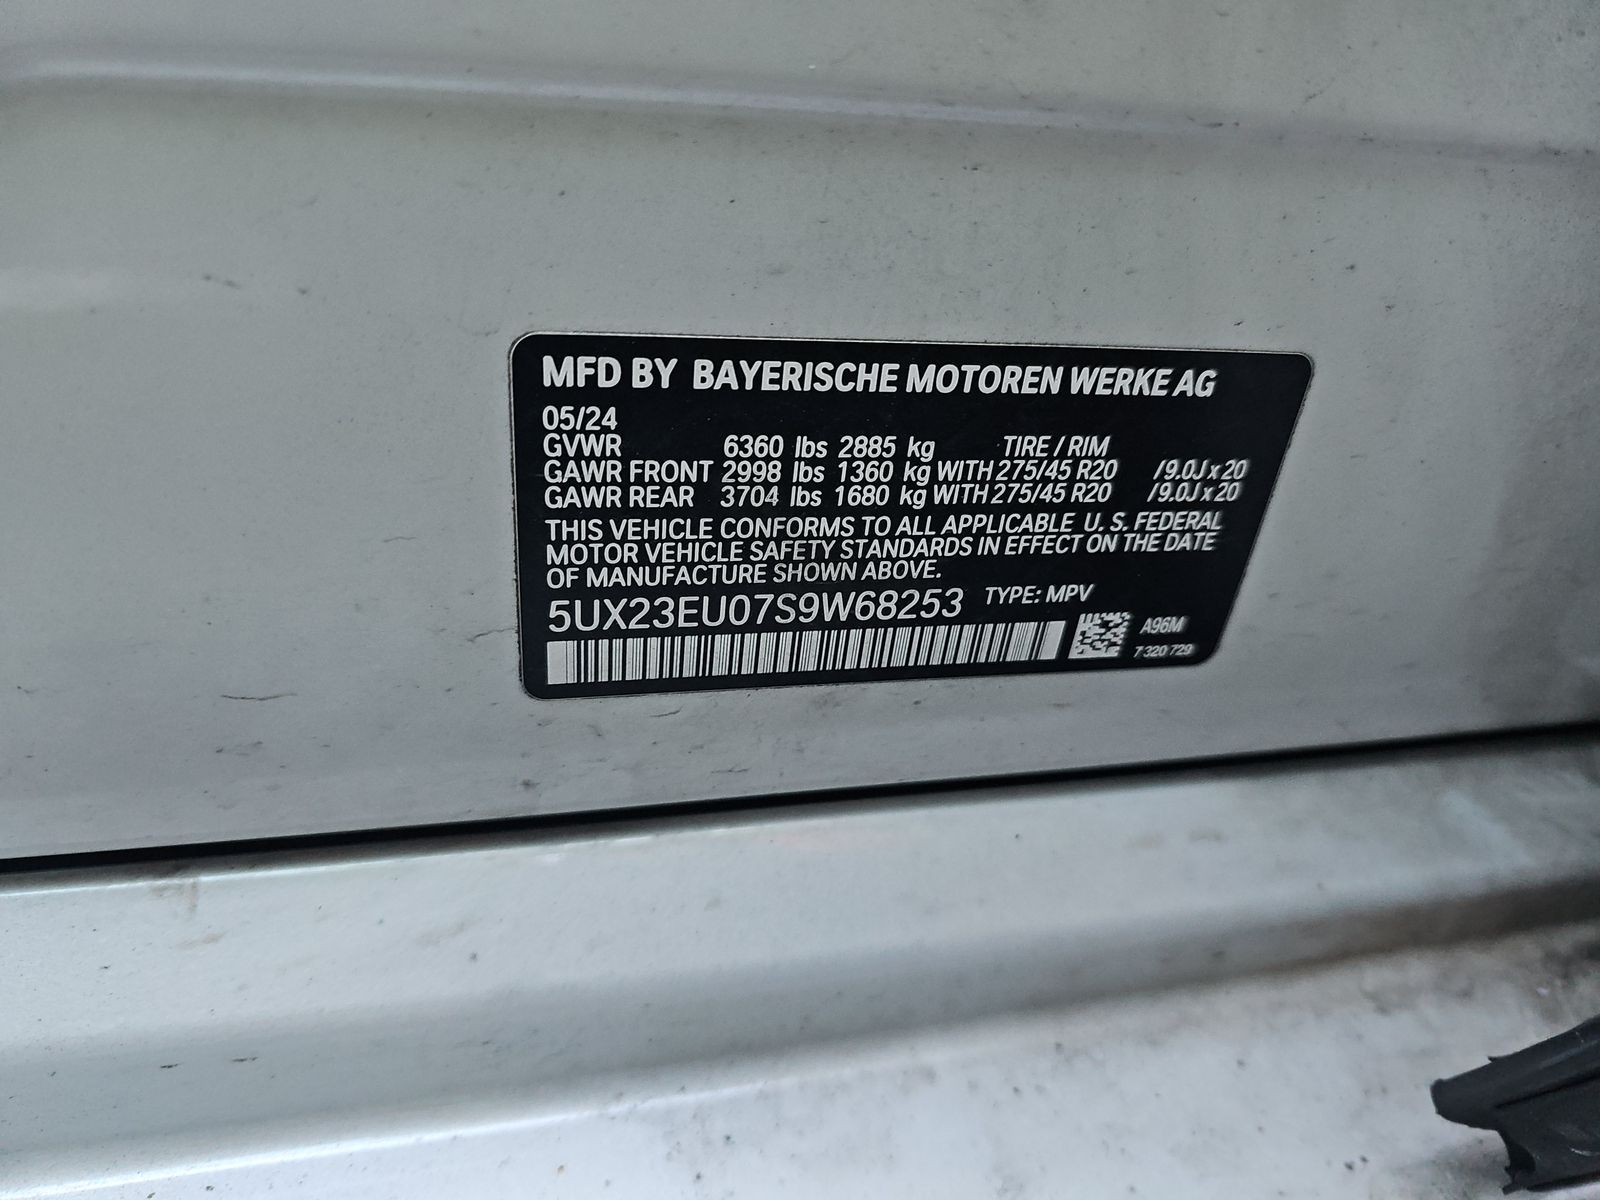 MFD BY BAYERISCHE MOTOREN WERKE AG
05/24
GVWR 6360 lbs 2885 kg TIRE / RIM
GAWR FRONT 2998 lbs 1360 kg WITH 275/45 R20 /9.0J x 20
GAWR REAR 3704 lbs 1680 kg WITH 275/45 R20 /9.0J x 20
THIS VEHICLE CONFORMS TO ALL APPLICABLE U. S. FEDERAL
MOTOR VEHICLE SAFETY STANDARDS IN EFFECT ON THE DATE
OF MANUFACTURE SHOWN ABOVE.
5UX23EU07S9W68253 TYPE: MPV
A96M
7 320 729